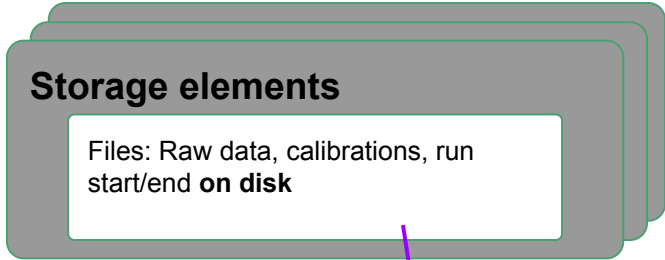 Storage elements
Files: Raw data, calibrations, run
start/end on disk